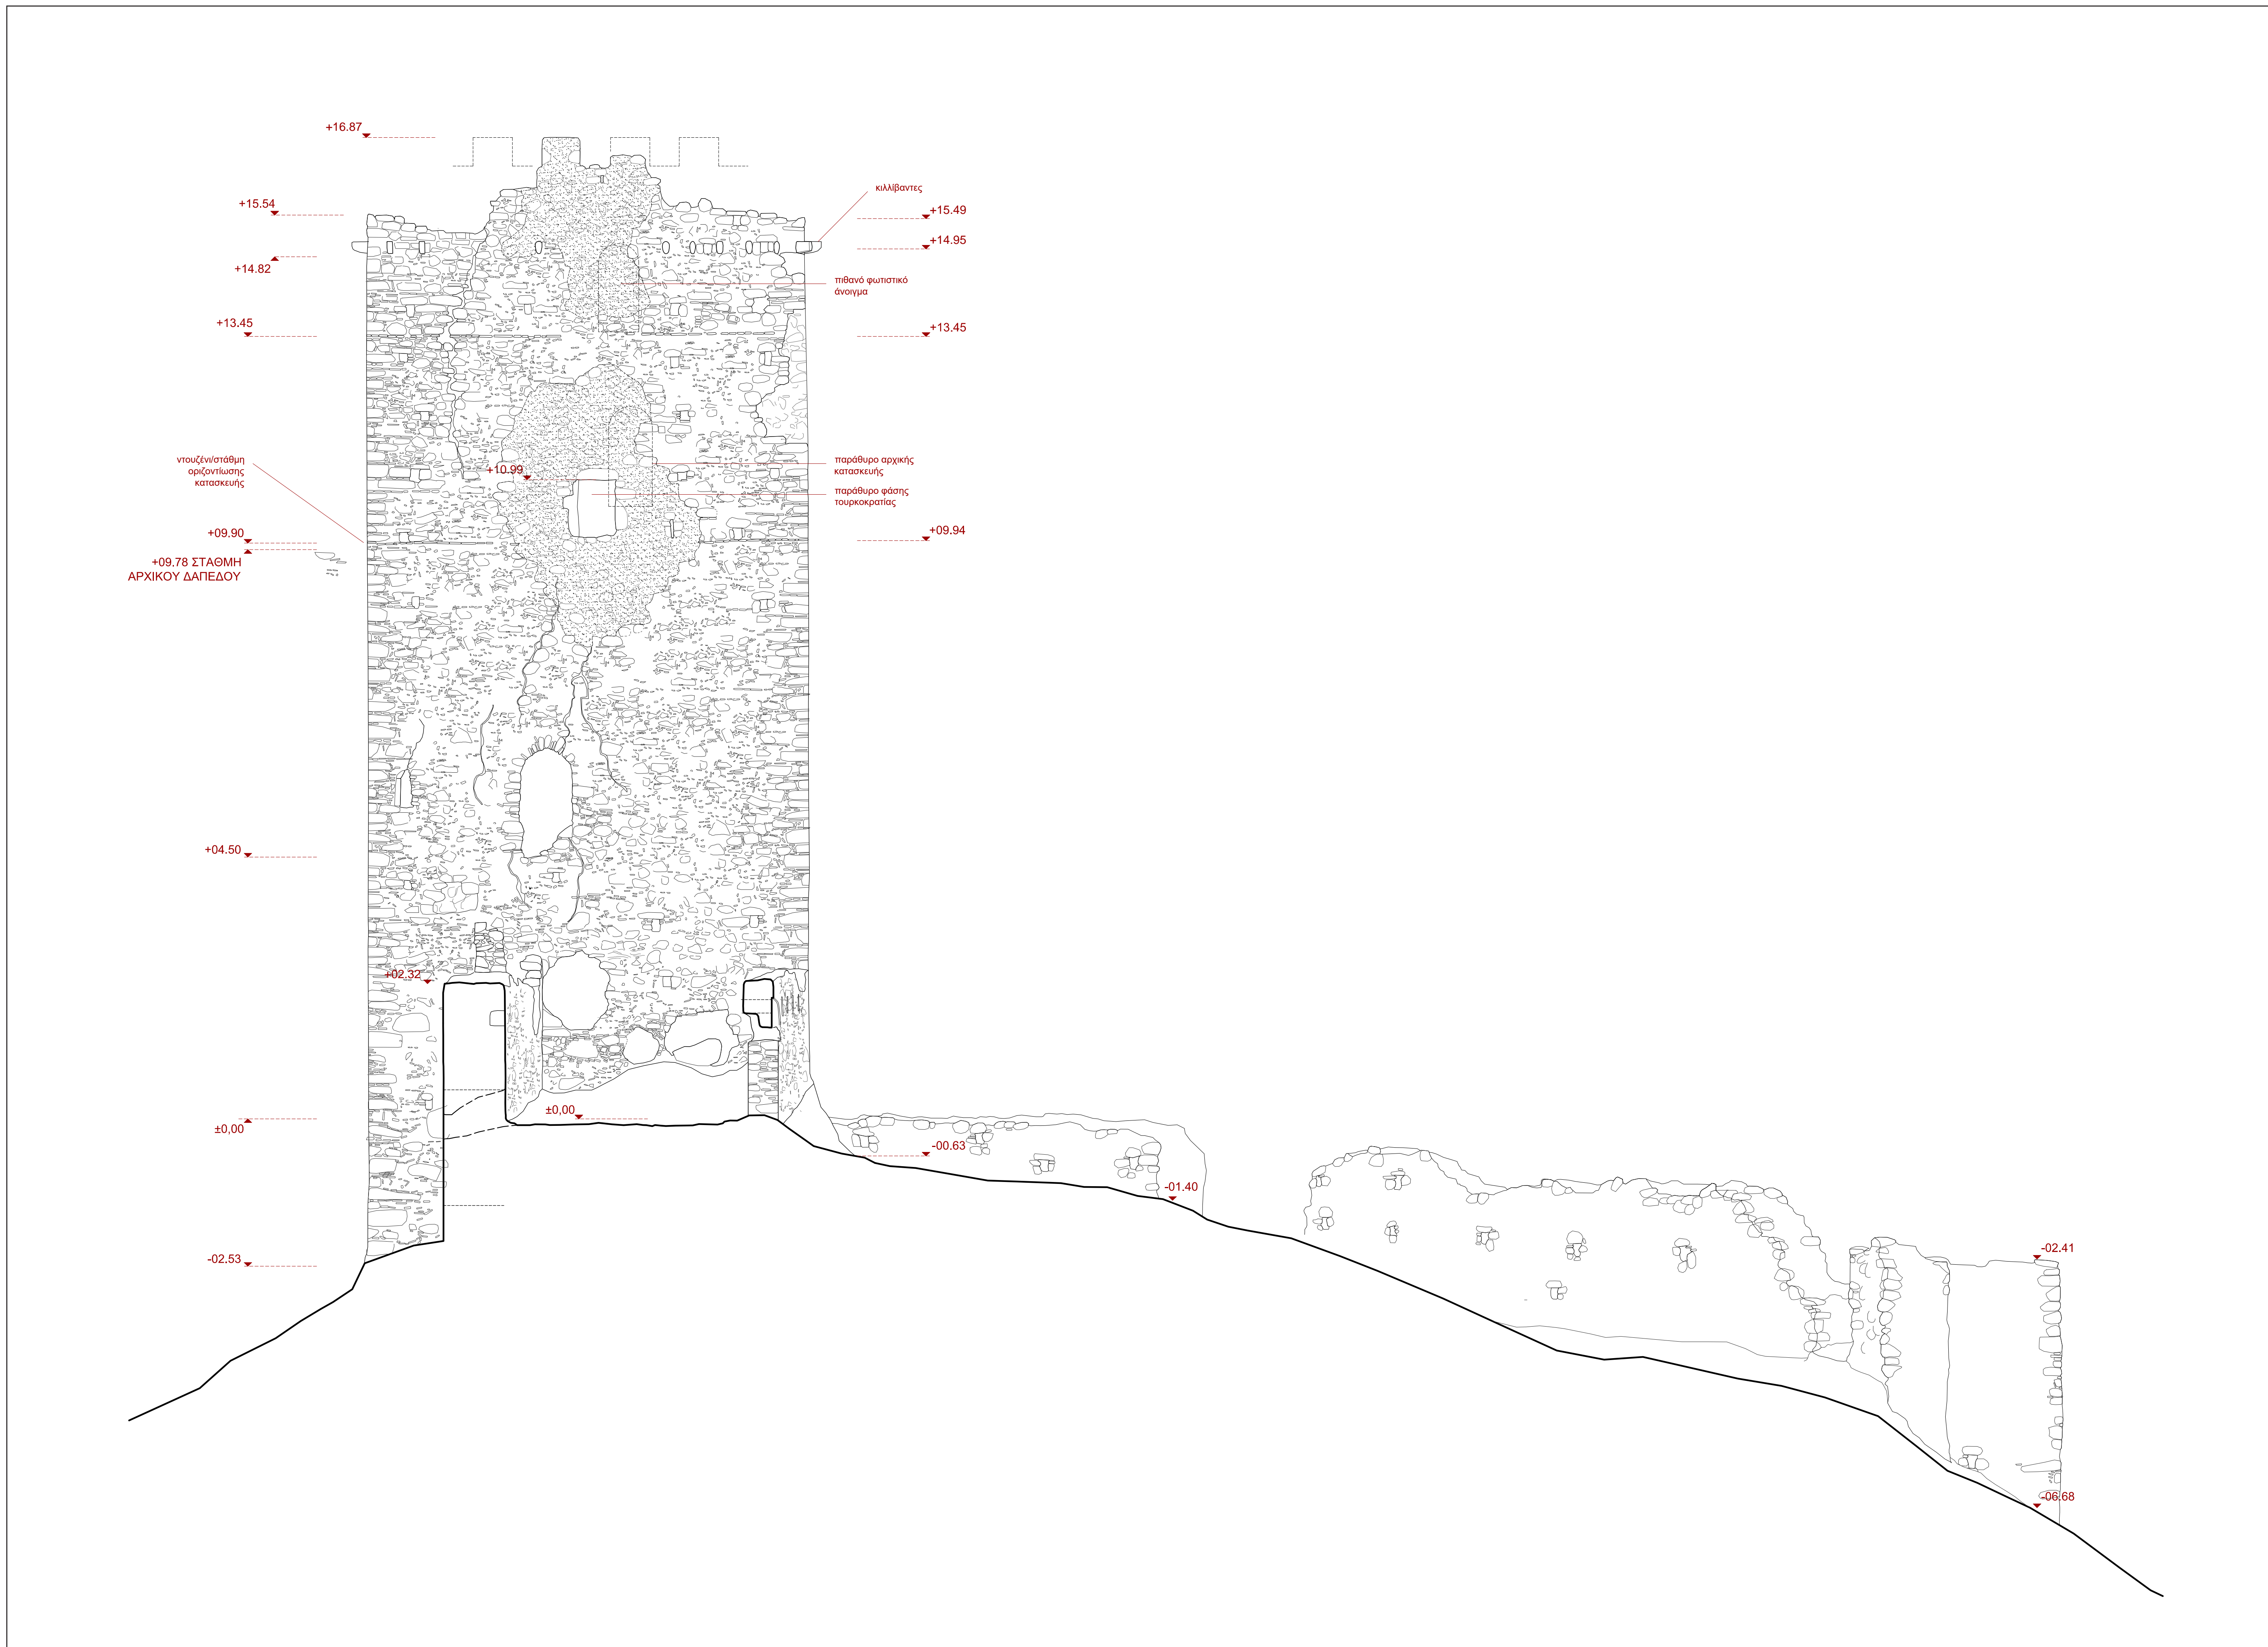 +16.87
κιλλίβαντες
+15.54
+15.49
+14.95
+14.82
πιθανό φωτιστικό
άνοιγμα
+13.45
+13.45
ντουζένι/στάθμη
οριζοντίωσης
κατασκευής
+10.99
παράθυρο αρχικής
κατασκευής
παράθυρο φάσης
τουρκοκρατίας
+09.90
+09.94
+09.78 ΣΤΑΘΜΗ
ΑΡΧΙΚΟΥ ΔΑΠΕΔΟΥ
+04.50
+02.32
±0,00
±0,00
-00.63
-01.40
-02.53
-02.41
-06.68